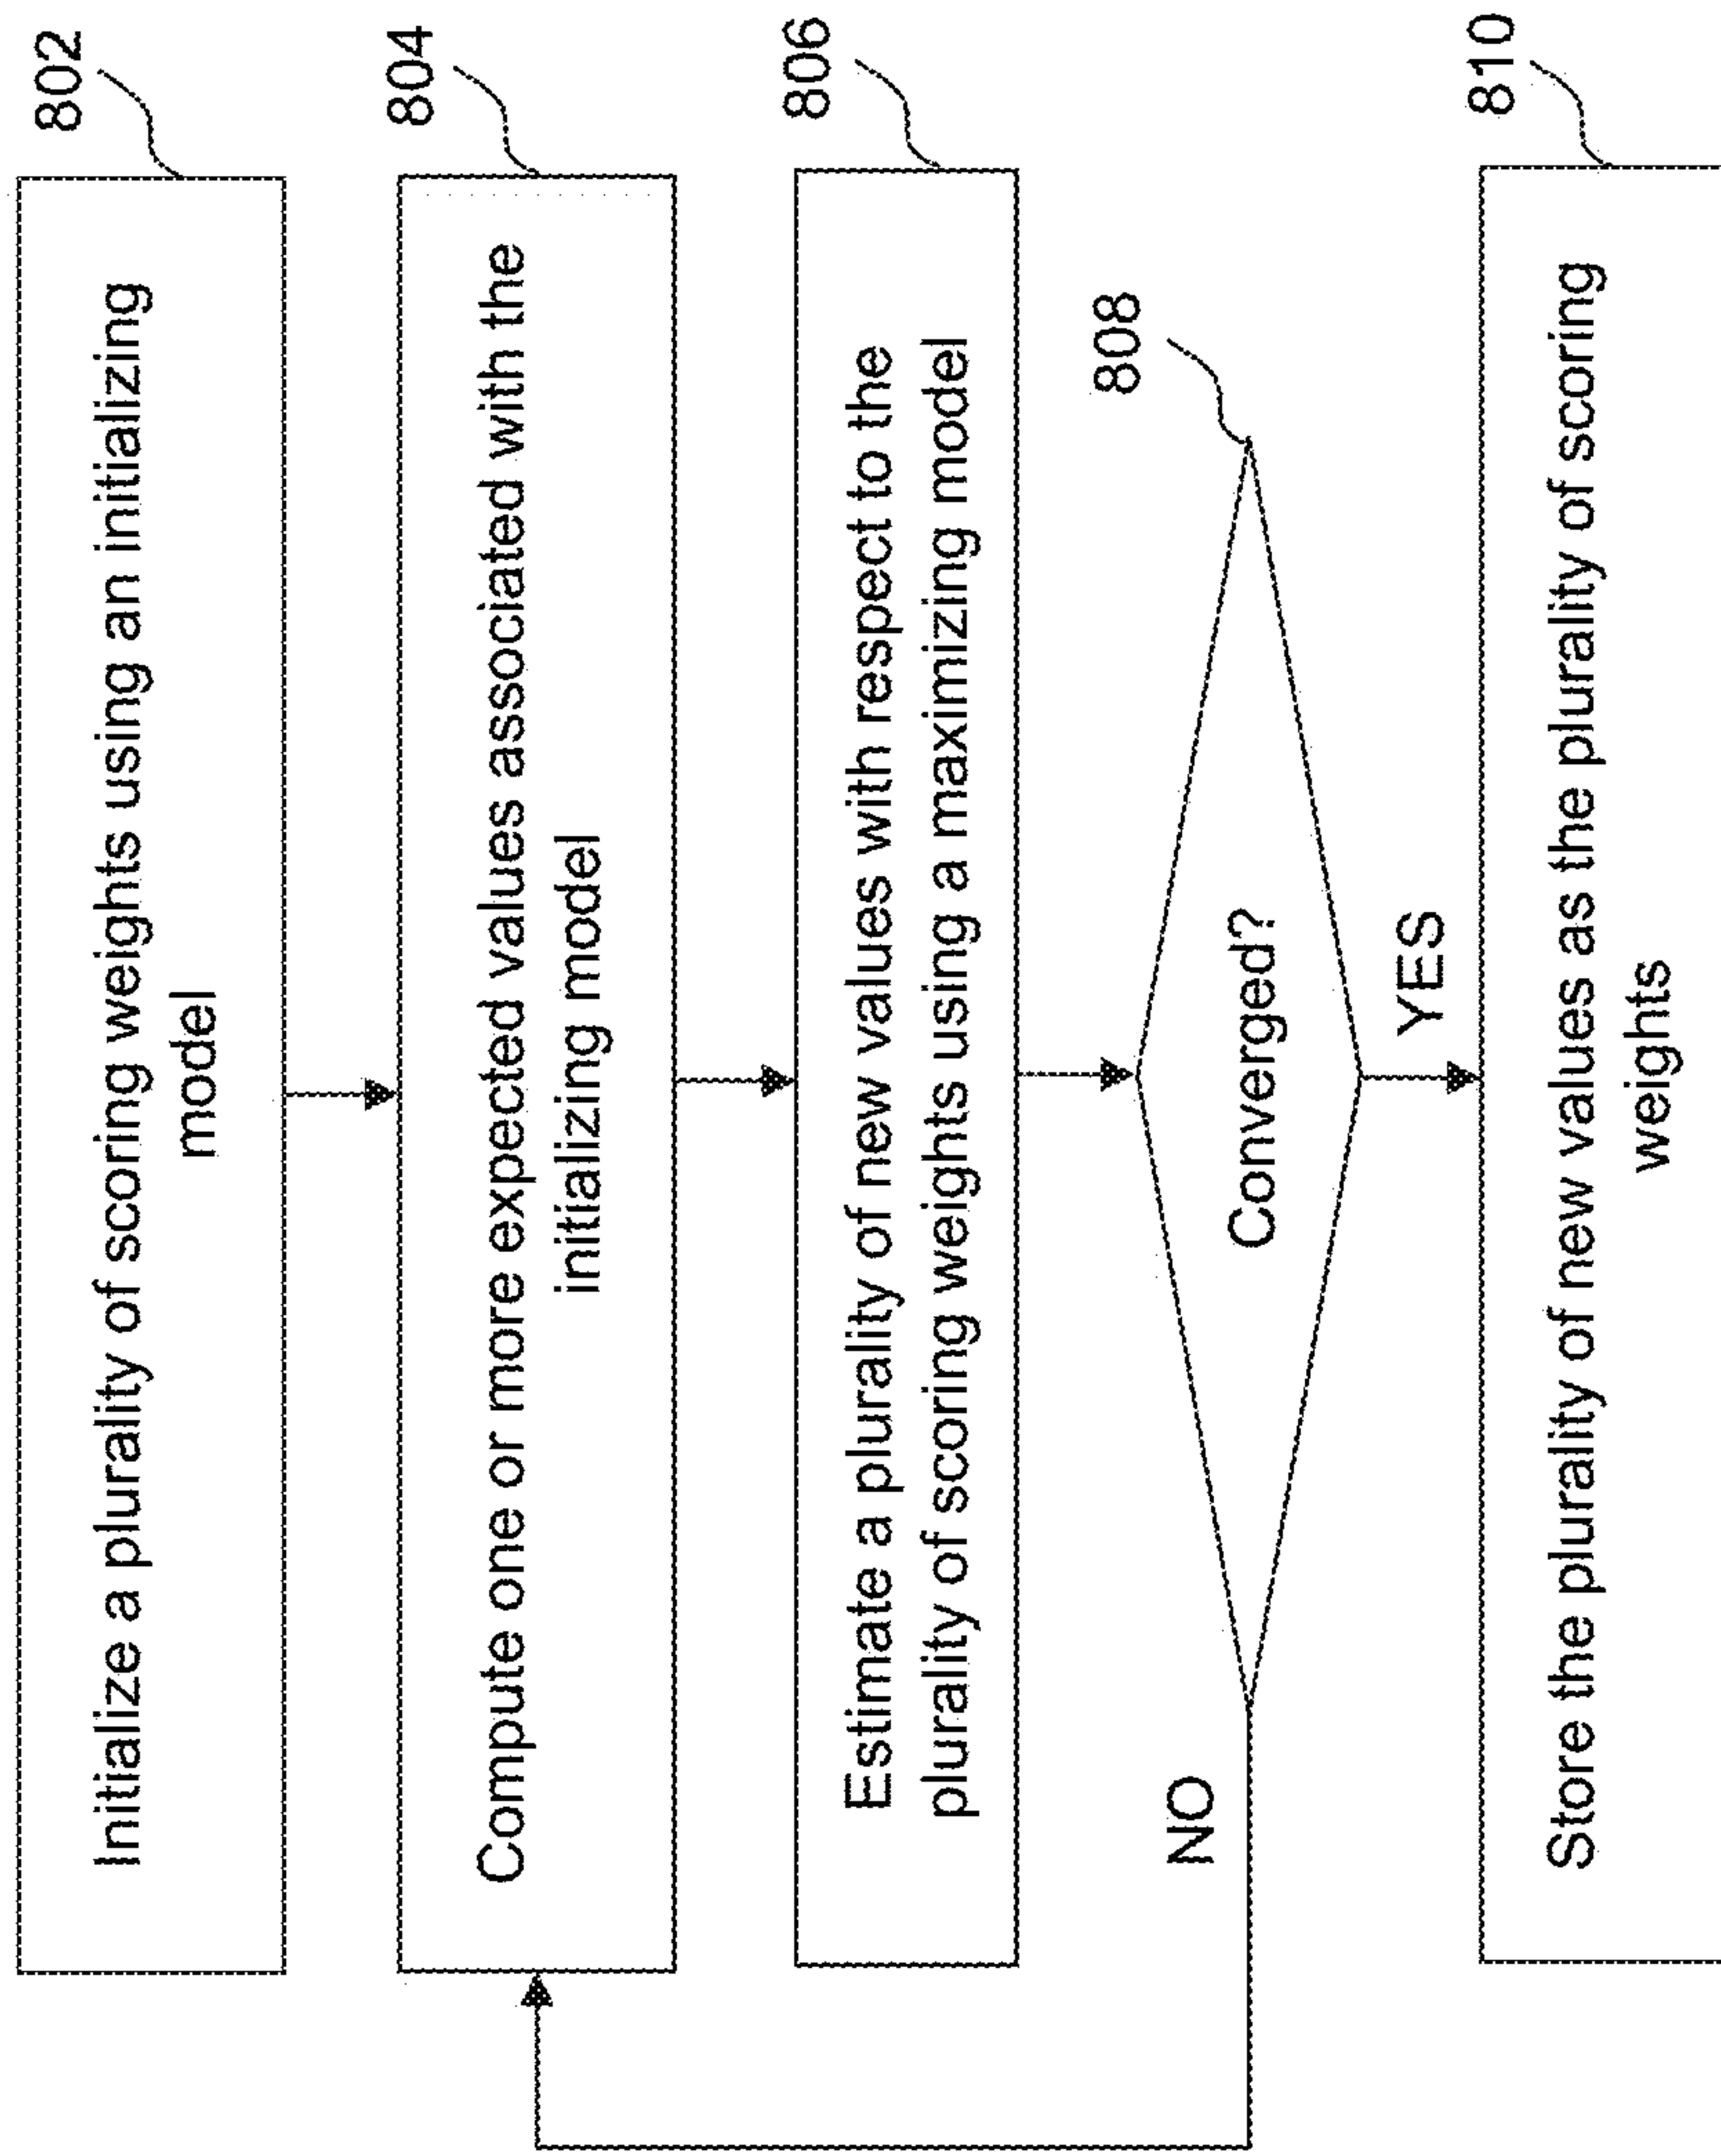 802
Initialize a plurality of scoring weights using an initializing
model
804
Compute one or more expected values associated with the
initializing model
806
Estimate a plurality of new values with respect to the
plurality of scoring weights using a maximizing model
808
Converged?
NO
YES
810
Store the plurality of new values as the plurality of scoring
weights